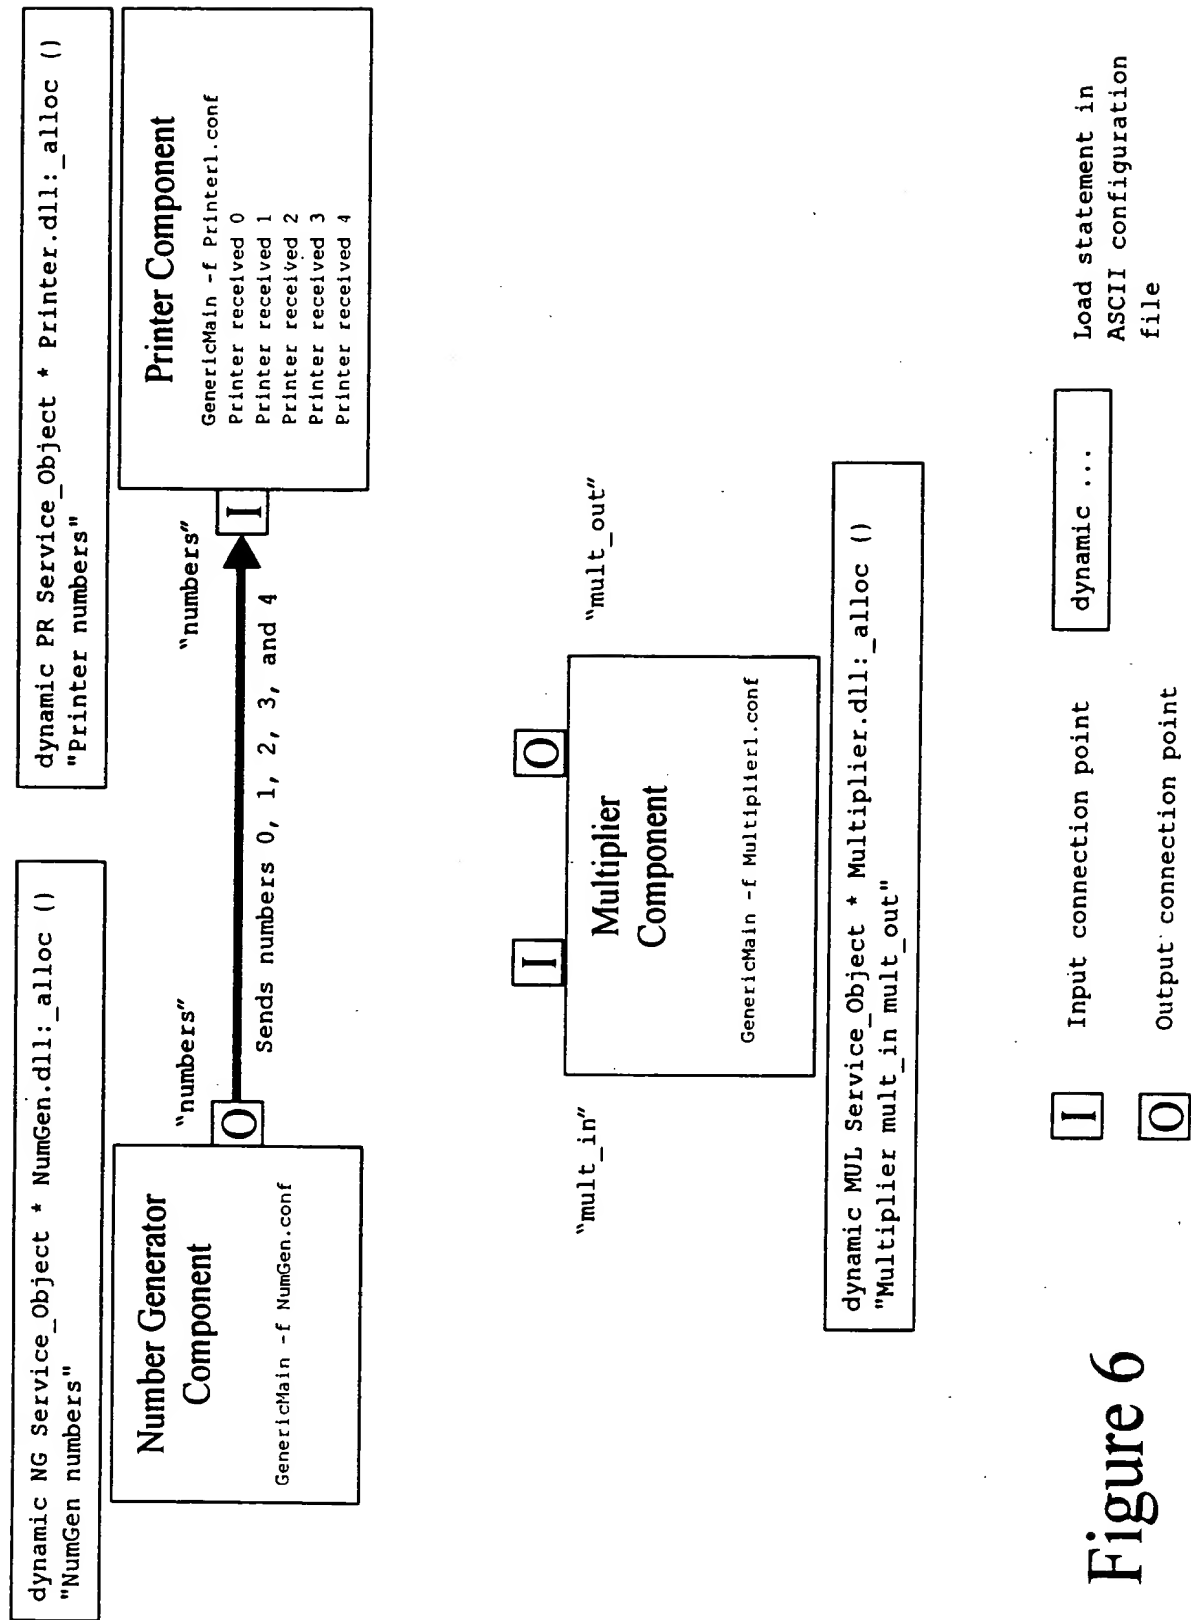 dynamic NG Service_Object * NumGen.dll:_alloc ()
"NumGen numbers"
dynamic PR Service_Object * Printer.dll:_alloc ()
"Printer numbers"
Number Generator
Component
GenericMain -f NumGen.conf
"numbers"
O
Sends numbers 0, 1, 2, 3, and 4
"numbers"
I
Printer Component
GenericMain -f Printer1.conf
Printer received 0
Printer received 1
Printer received 2
Printer received 3
Printer received 4
"mult_in"
I
O
"mult_out"
Multiplier
Component
GenericMain -f Multiplier1.conf
dynamic MUL Service_Object * Multiplier.dll:_alloc ()
"Multiplier mult_in mult_out"
Figure 6
I
Input connection point
O
Output connection point
dynamic ...
Load statement in
ASCII configuration
file